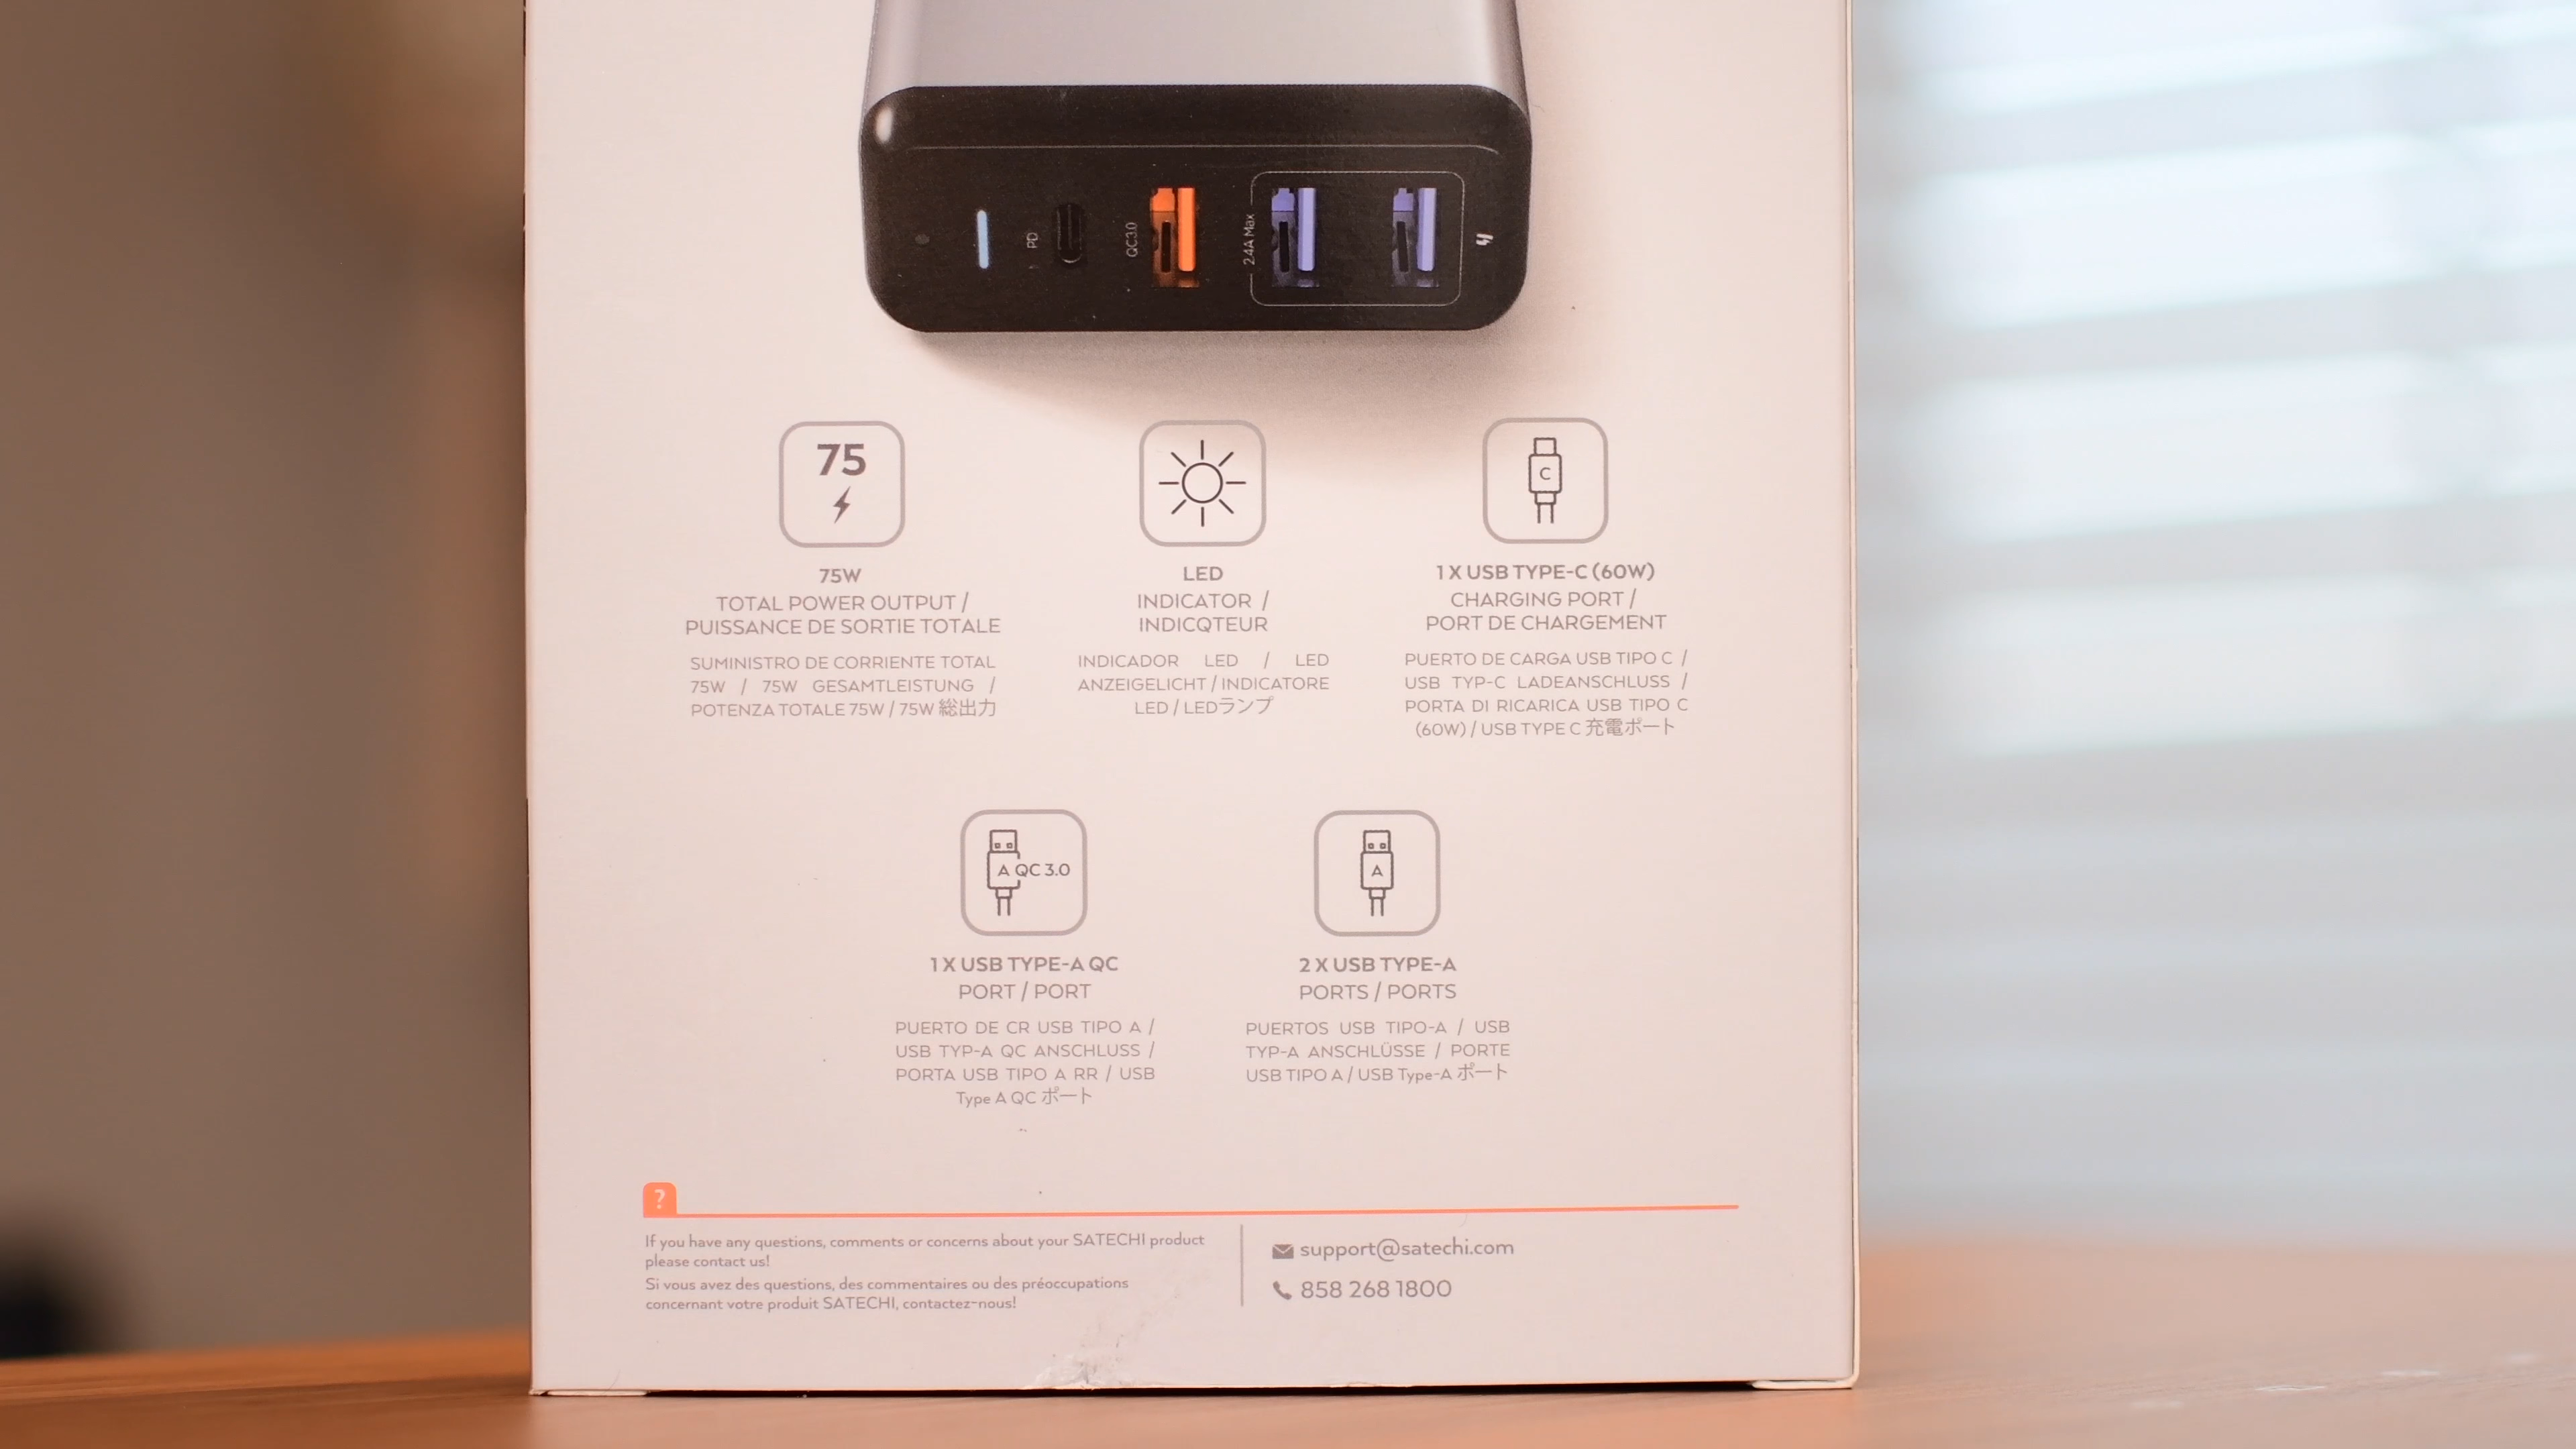 PD
QC3.0
2.4A Max
75
75W
TOTAL POWER OUTPUT /
PUISSANCE DE SORTIE TOTALE
SUMINISTRO DE CORRIENTE TOTAL
75W / 75W GESAMTLEISTUNG /
POTENZA TOTALE 75W / 75W 総出力
LED
INDICATOR /
INDICQTEUR
INDICADOR LED / LED
ANZEIGELICHT / INDICATORE
LED / LEDランプ
C
1 X USB TYPE-C (60W)
CHARGING PORT /
PORT DE CHARGEMENT
PUERTO DE CARGA USB TIPO C /
USB TYP-C LADEANSCHLUSS /
PORTA DI RICARICA USB TIPO C
(60W) / USB TYPE C 充電ポート
A QC 3.0
1 X USB TYPE-A QC
PORT / PORT
PUERTO DE CR USB TIPO A /
USB TYP-A QC ANSCHLUSS /
PORTA USB TIPO A RR / USB
Type A QC ポート
A
2 X USB TYPE-A
PORTS / PORTS
PUERTOS USB TIPO-A / USB
TYP-A ANSCHLÜSSE / PORTE
USB TIPO A / USB Type-A ポート
?
If you have any questions, comments or concerns about your SATECHI product
please contact us!
Si vous avez des questions, des commentaires ou des préoccupations
concernant votre produit SATECHI, contactez-nous!
support@satechi.com
858 268 1800